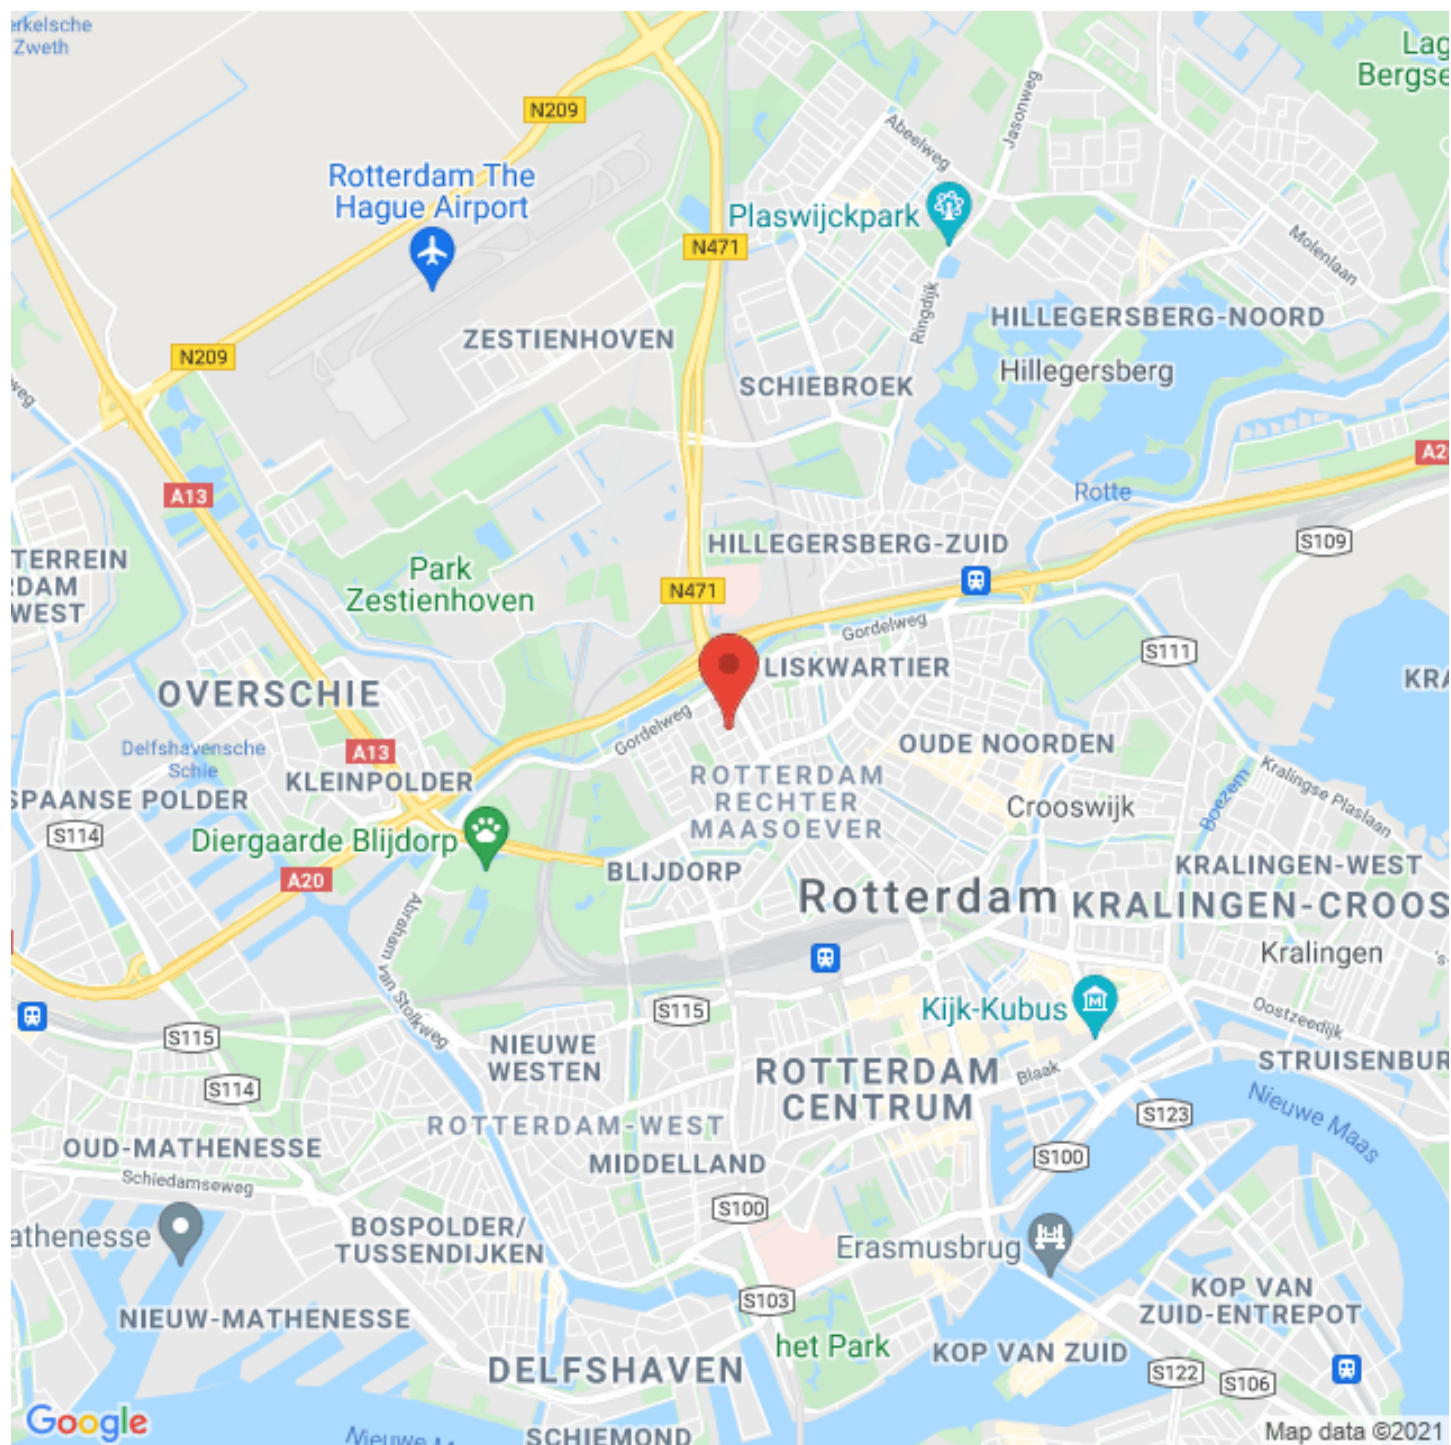 erkelsche
Zweth
Lag
Bergse
N209
Abeelweg
Jasonweg
Rotterdam The
Hague Airport
Plaswijckpark
N471
Molenlaan
Ringdijk
HILLEGERSBERG-NOORD
ZESTIENHOVEN
N209
Hillegersberg
SCHIEBROEK
weg
A2
A13
Rotte
S109
HILLEGERSBERG-ZUID
TERREIN
RDAM
WEST
Park
Zestienhoven
N471
Gordelweg
S111
LISKWARTIER
KRA
OVERSCHIE
Gordelweg
Delfshavensche
Schie
A13
OUDE NOORDEN
KLEINPOLDER
ROTTERDAM
RECHTER
MAASOEVER
Kralingse Plaslaan
SPAANSE POLDER
Boezem
Crooswijk
S114
Diergaarde Blijdorp
A20
BLIJDORP
KRALINGEN-WEST
Rotterdam
KRALINGEN-CROOS
Abraham van Stolkweg
Kralingen
's-
Kijk-Kubus
S115
Oostzeedijk
S115
NIEUWE
WESTEN
STRUISENBUR
ROTTERDAM
CENTRUM
Blaak
S114
Nieuwe Maas
S123
ROTTERDAM-WEST
OUD-MATHENESSE
S100
MIDDELLAND
Schiedamseweg
S100
athenesse
BOSPOLDER/
TUSSENDIJKEN
Erasmusbrug
KOP VAN
ZUID-ENTREPOT
S103
NIEUW-MATHENESSE
het Park
KOP VAN ZUID
DELFSHAVEN
S122
S106
Google
Nieuwe M
SCHIEMOND
Map data ©2021